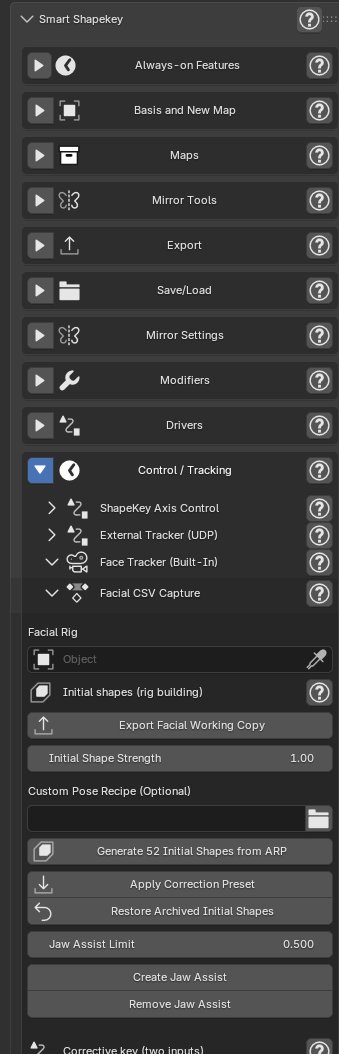 Smart Shapekey
Always-on Features
Basis and New Map
Maps
Mirror Tools
Export
Save/Load
Mirror Settings
Modifiers
Drivers
Control / Tracking
ShapeKey Axis Control
External Tracker (UDP)
Face Tracker (Built-In)
Facial CSV Capture
Facial Rig
Object
Initial shapes (rig building)
Export Facial Working Copy
Initial Shape Strength 1.00
Custom Pose Recipe (Optional)
Generate 52 Initial Shapes from ARP
Apply Correction Preset
Restore Archived Initial Shapes
Jaw Assist Limit 0.500
Create Jaw Assist
Remove Jaw Assist
Corrective key (two inputs)